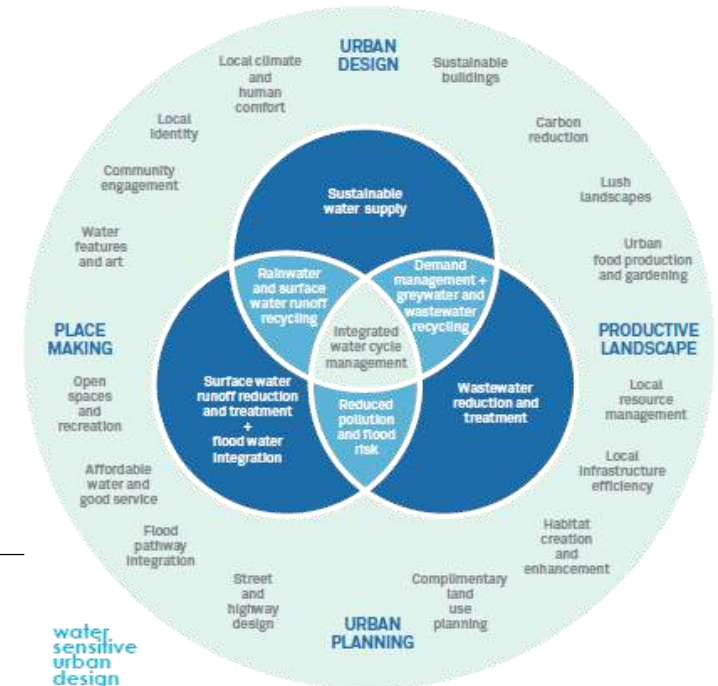 URBAN
DESIGN
Local climate
and
human
comfort
Sustainable
buildings
Local
identity
Carbon
reduction
Community
engagement
Lush
landscapes
Water
features
and art
Urban
food production
and gardening
Sustainable
water supply
Rainwater
and surface
water runoff
recycling
Demand
management +
greywater and
wastewater
recycling
Integrated
water cycle
management
PLACE
MAKING
PRODUCTIVE
LANDSCAPE
Surface water
runoff reduction
and treatment
+
flood water
integration
Reduced
pollution
and flood
risk
Wastewater
reduction and
treatment
Open
spaces
and
recreation
Local
resource
management
Affordable
water and
good service
Local
infrastructure
efficiency
Flood
pathway
integration
Habitat
creation
and
enhancement
Street
and
highway
design
Complimentary
land
use
planning
URBAN
PLANNING
water
sensitive
urban
design